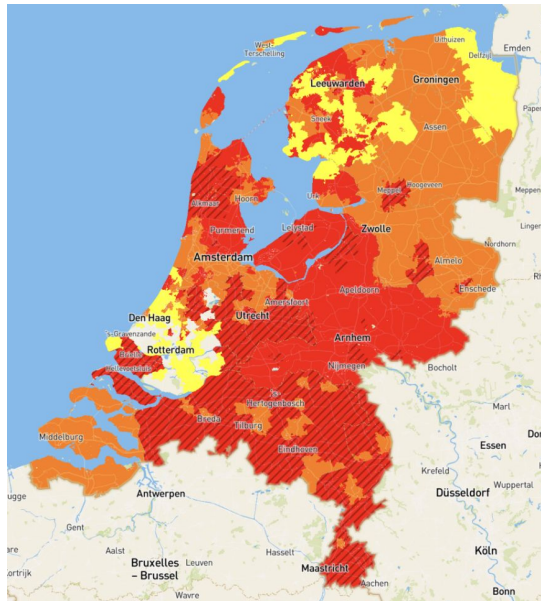 Uithuizen
Delfzijl
Emden
West-
Terschelling
Leeuwarden
Groningen
Sneek
Assen
Meppel
Hoogeveen
Meppen
Urk
Alkmaar
Hoorn
Lelystad
Zwolle
Lingen
Nordhorn
Purmerend
Amsterdam
Almelo
Apeldoorn
Enschede
Amersfoort
Den Haag
Utrecht
's-Gravenzande
Rotterdam
Brielle
Hellevoetsluis
Arnhem
Nijmegen
Bocholt
's-
Hertogenbosch
Breda
Tilburg
Marl
Middelburg
Eindhoven
Essen
Krefeld
Wuppertal
Antwerpen
Düsseldorf
Gent
Aalst
Hasselt
Köln
Bruxelles
- Brussel
Leuven
Maastricht
Aachen
Wavre
Bonn